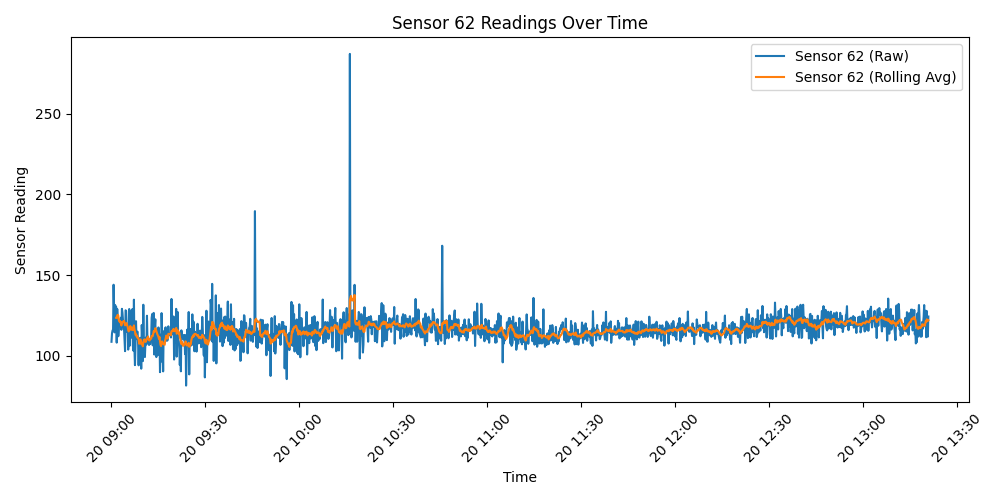 Sensor 62 Readings Over Time
Sensor 62 (Raw)
Sensor 62 (Rolling Avg)
Sensor Reading
250
200
150
100
20 09:00
20 09:30
20 10:00
20 10:30
20 11:00
20 11:30
20 12:00
20 12:30
20 13:00
20 13:30
Time